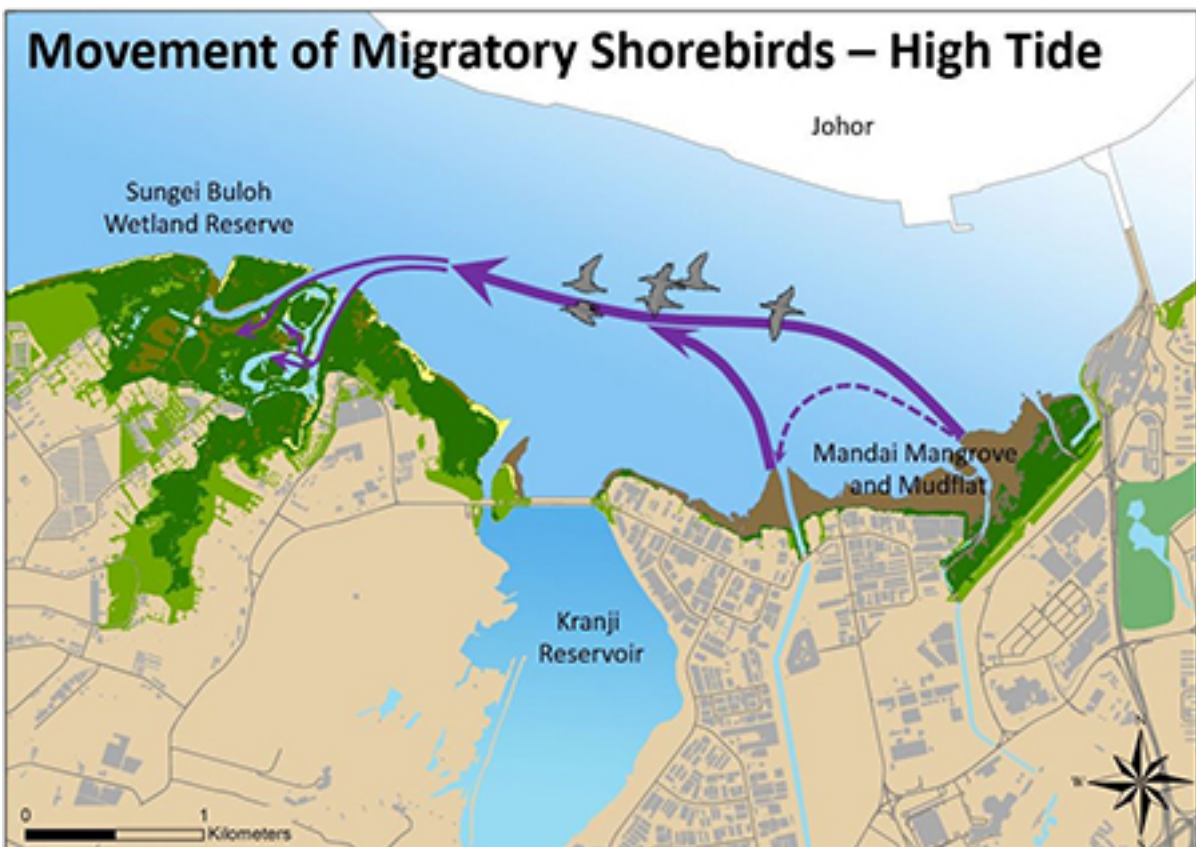 Movement of Migratory Shorebirds – High Tide
Johor
Sungei Buloh
Wetland Reserve
Mandai Mangrove
and Mudflat
Kranji
Reservoir
0 1
Kilometers